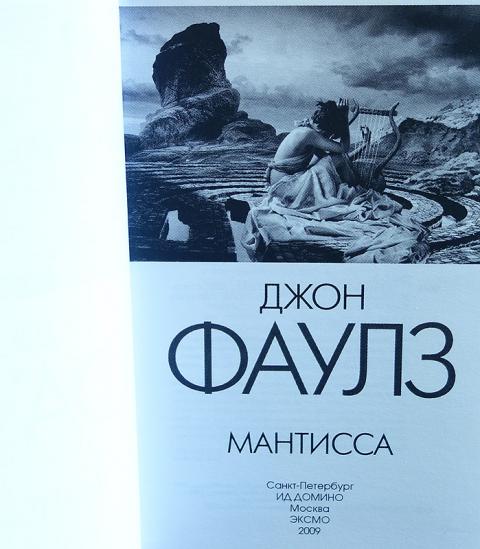 ДЖОН
ФАУЛЗ
МАНТИССА
Санкт-Петербург
ИД ДОМИНО
Москва
ЭКСМО
2009